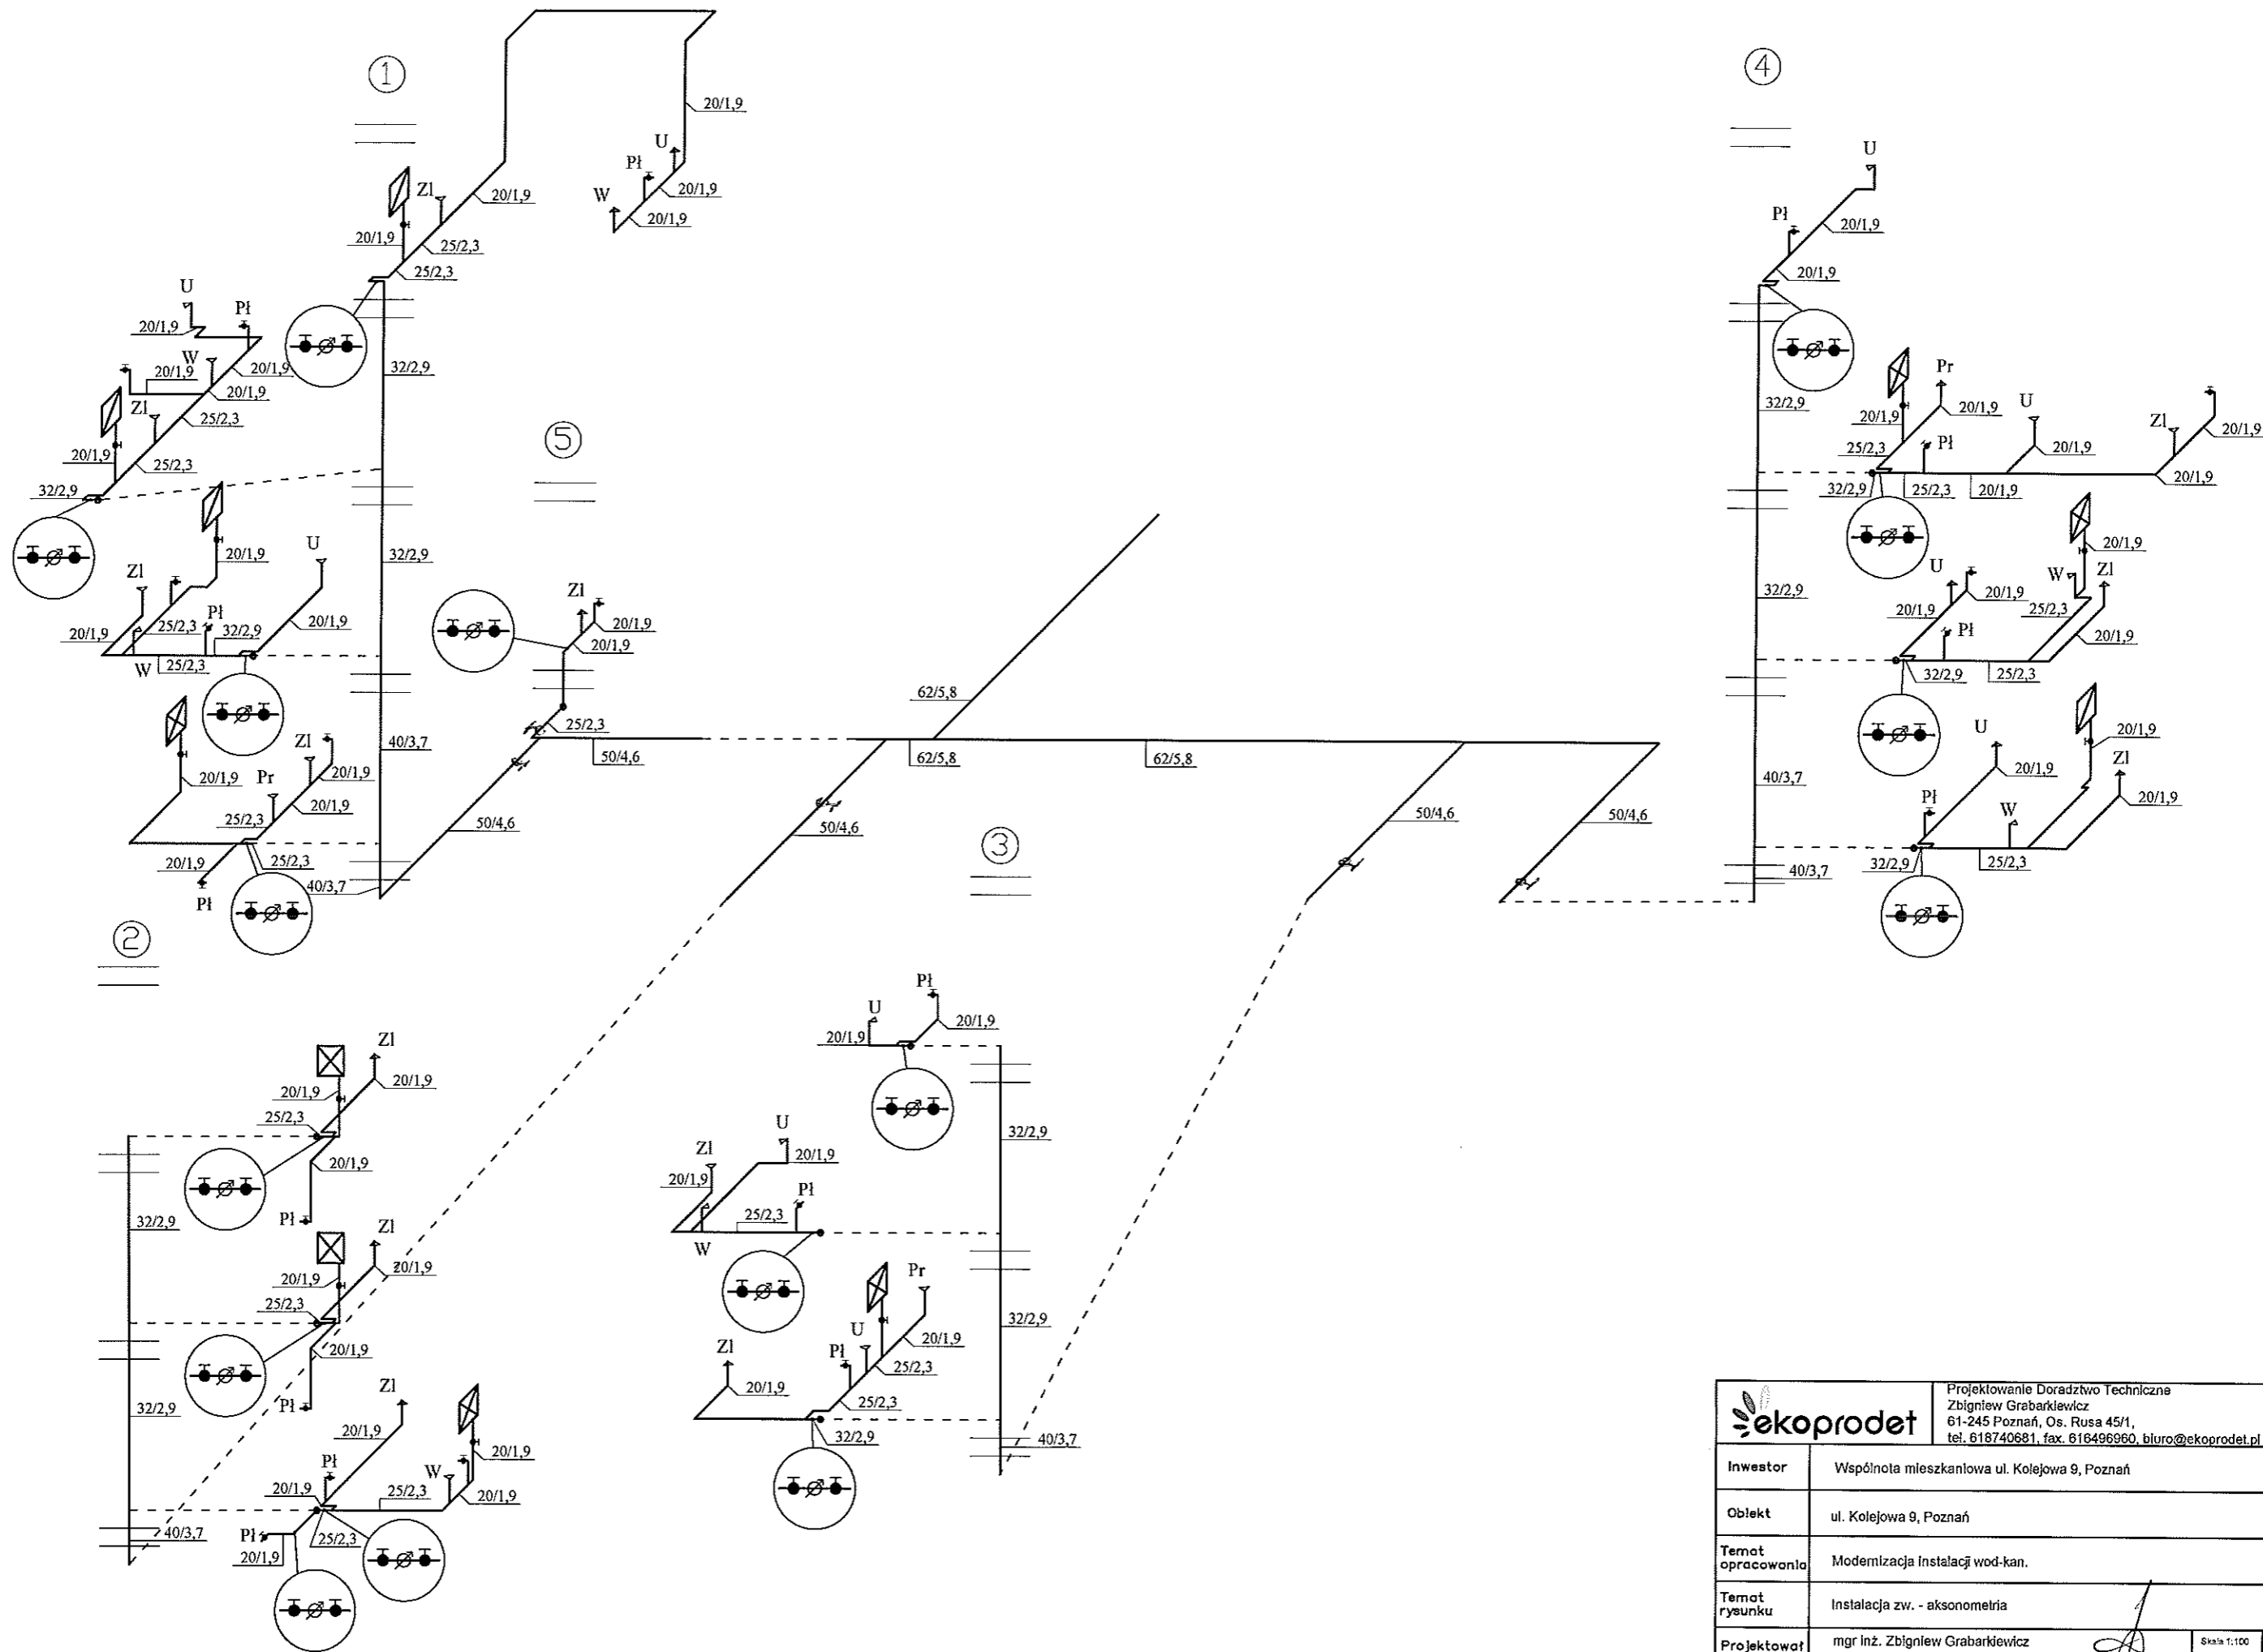 1
20/1,9
U
Pł
W
20/1,9
20/1,9
Zl
20/1,9
20/1,9
25/2,3
25/2,3
U
Pł
20/1,9
W
20/1,9
20/1,9
20/1,9
Zl
25/2,3
20/1,9
25/2,3
32/2,9
32/2,9
20/1,9
U
Zl
32/2,9
20/1,9
Pł
25/2,3
32/2,9
20/1,9
W
25/2,3
40/3,7
20/1,9
Zl
Pr
20/1,9
20/1,9
25/2,3
20/1,9
25/2,3
Pł
40/3,7
5
Zl
20/1,9
20/1,9
25/2,3
50/4,6
50/4,6
62/5,8
62/5,8
62/5,8
50/4,6
50/4,6
50/4,6
4
U
Pł
20/1,9
20/1,9
32/2,9
Pr
20/1,9
20/1,9
U
Zl
20/1,9
25/2,3
Pł
20/1,9
32/2,9
25/2,3
20/1,9
20/1,9
20/1,9
32/2,9
U
20/1,9
W
Zl
20/1,9
25/2,3
Pł
20/1,9
32/2,9
25/2,3
20/1,9
U
Zl
20/1,9
40/3,7
20/1,9
Pł
W
32/2,9
25/2,3
40/3,7
2
Zl
20/1,9
20/1,9
25/2,3
20/1,9
Pł
32/2,9
Zl
20/1,9
20/1,9
25/2,3
20/1,9
Pł
32/2,9
Zl
20/1,9
Pł
W
20/1,9
20/1,9
25/2,3
20/1,9
40/3,7
Pł
25/2,3
20/1,9
3
Pł
U
20/1,9
20/1,9
32/2,9
U
Zl
20/1,9
20/1,9
Pł
25/2,3
W
Pr
32/2,9
U
20/1,9
Zl
Pł
25/2,3
20/1,9
25/2,3
32/2,9
40/3,7
ekoprodet
Projektowanie Doradztwo Techniczne
Zbigniew Grabarkiewicz
61-245 Poznań, Os. Rusa 45/1,
tel. 618740681, fax. 616496960, biuro@ekoprodet.pl
Inwestor
Wspólnota mieszkaniowa ul. Kolejowa 9, Poznań
Obiekt
ul. Kolejowa 9, Poznań
Temat opracowania
Modernizacja instalacji wod-kan.
Temat rysunku
Instalacja zw. - aksonometria
Projektował
mgr inż. Zbigniew Grabarkiewicz
Skala 1:100